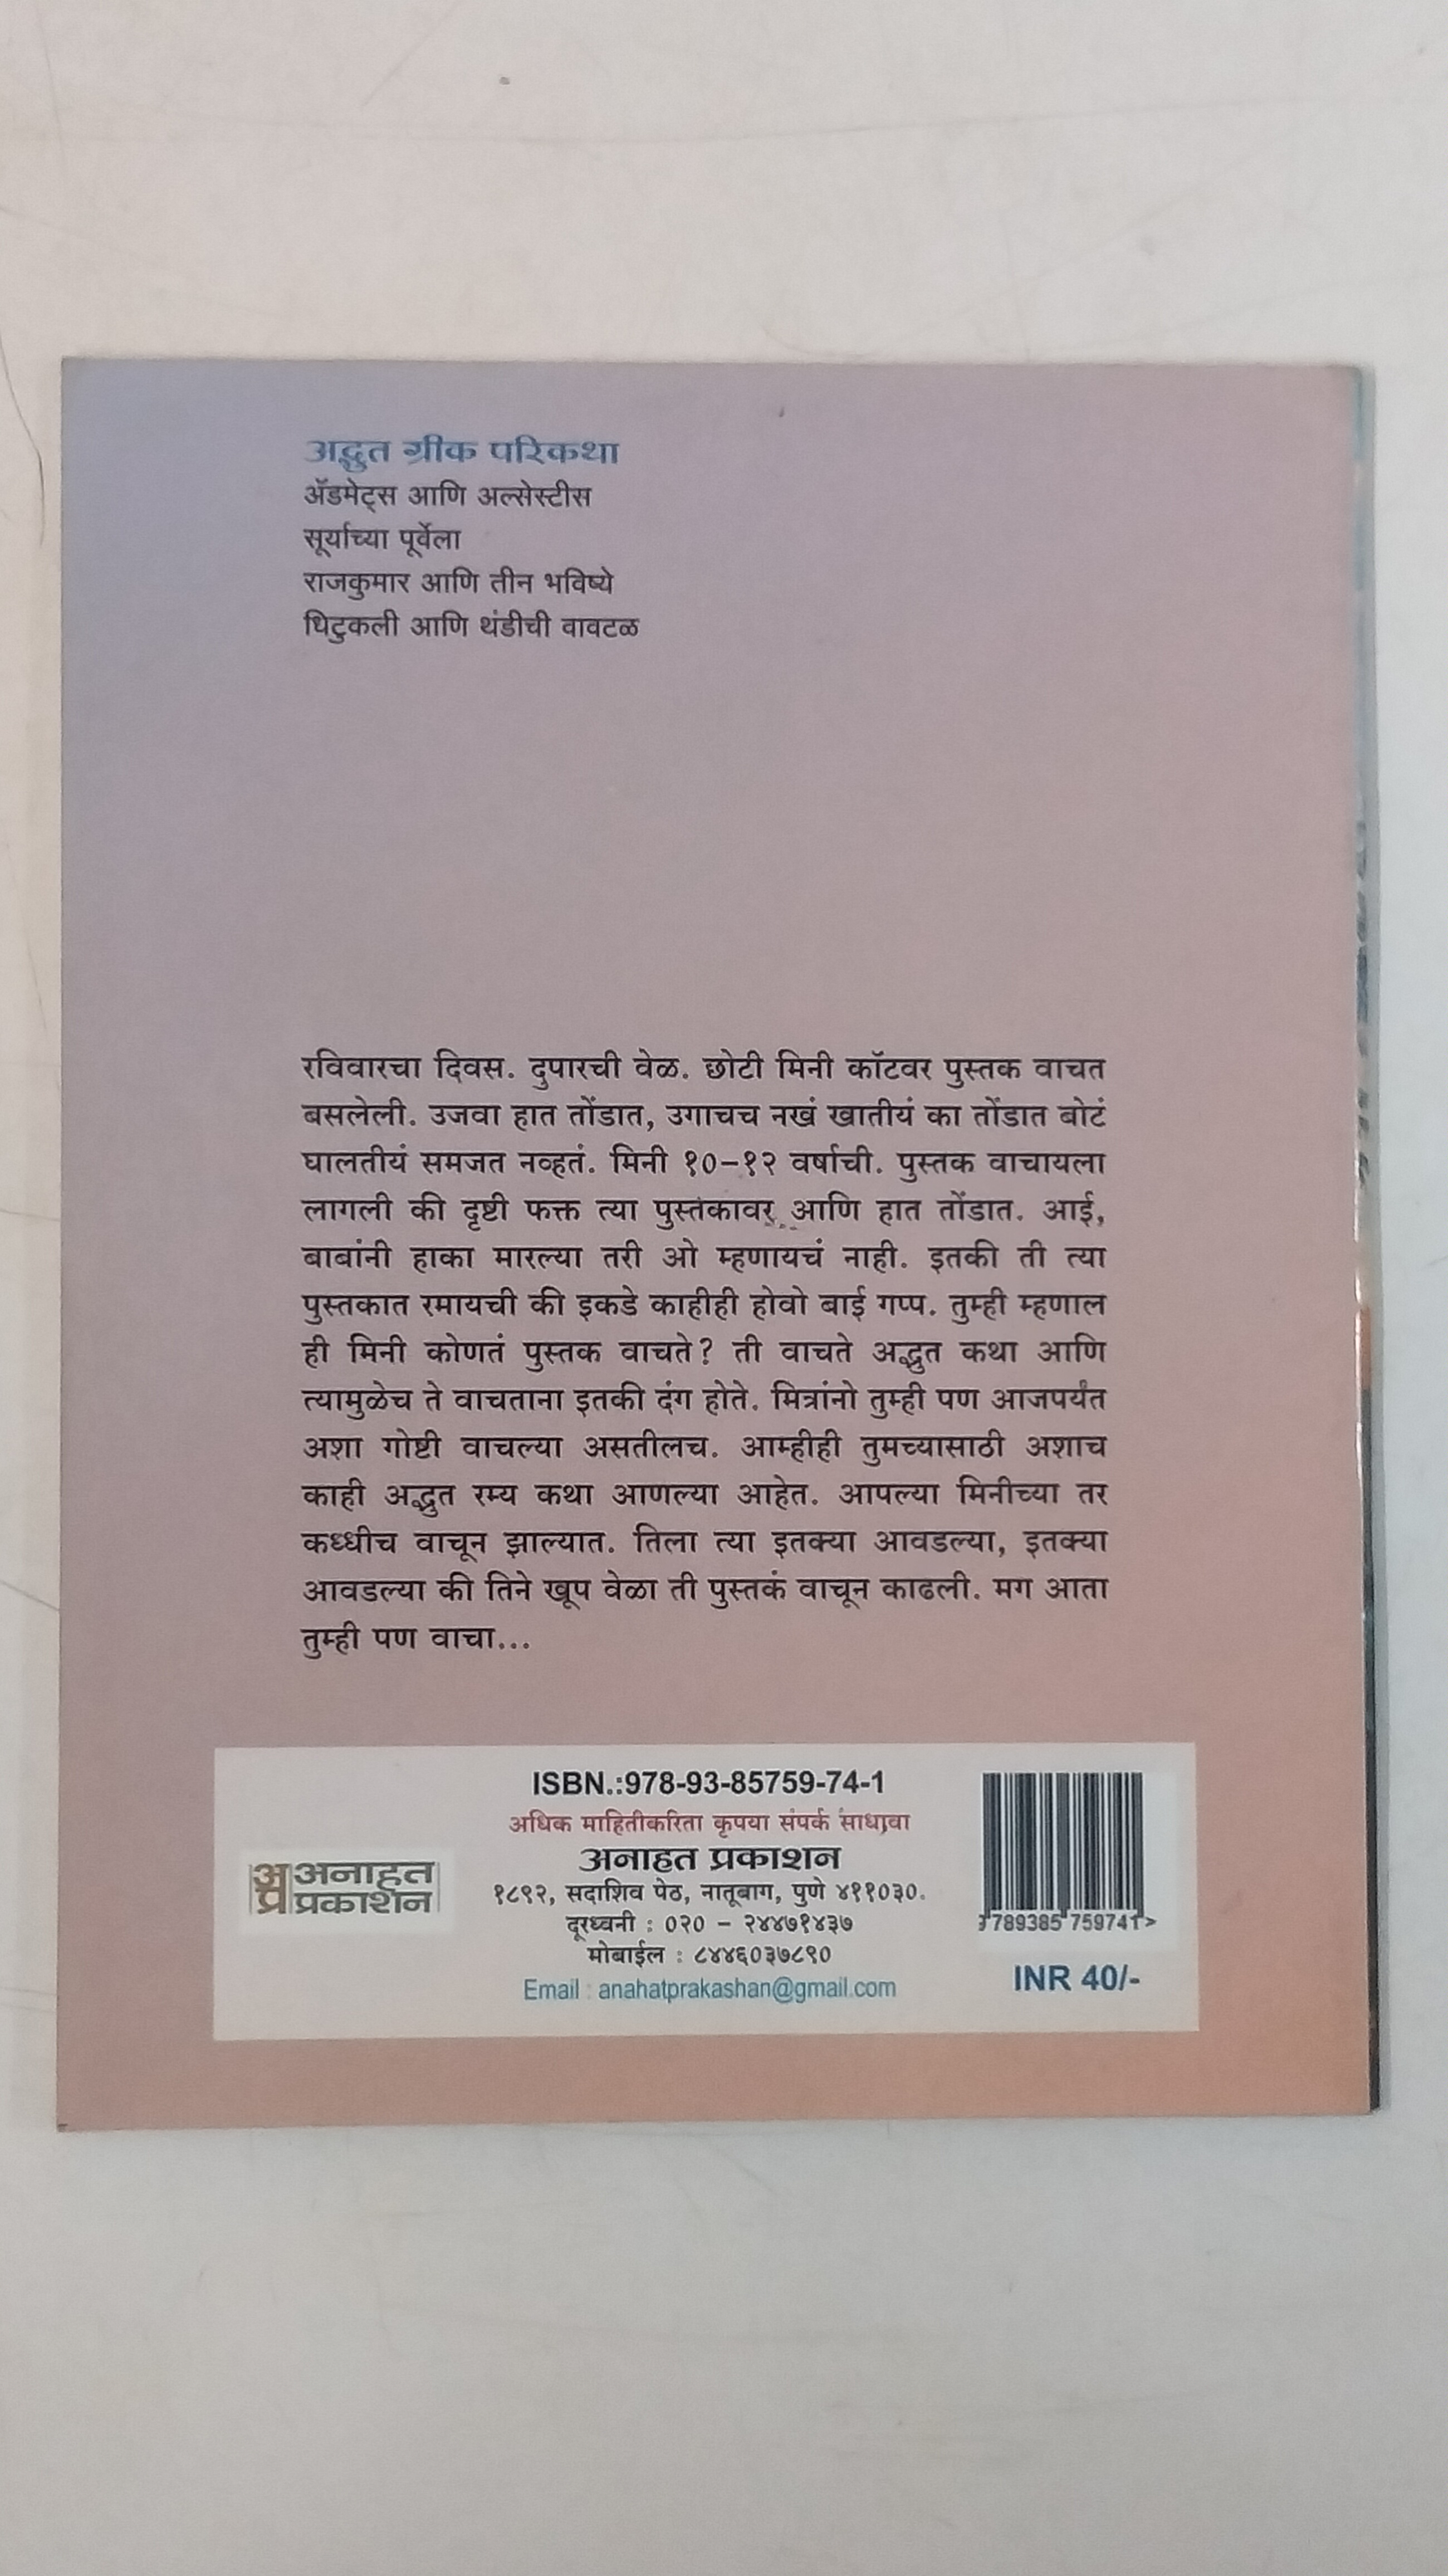 अद्भुत ग्रीक परिकथा
ॲडमेट्स आणि अल्सेस्टीस
सूर्याच्या पूर्वेला
राजकुमार आणि तीन भविष्ये
धिटुकली आणि थंडीची वावटळ
रविवारचा दिवस. दुपारची वेळ. छोटी मिनी कॉटवर पुस्तक वाचत
बसलेली. उजवा हात तोंडात, उगाचच नखं खातीयं का तोंडात बोटं
घालतीयं समजत नव्हतं. मिनी १०–१२ वर्षाची. पुस्तक वाचायला
लागली की दृष्टी फक्त त्या पुस्तकावर आणि हात तोंडात. आई,
बाबांनी हाका मारल्या तरी ओ म्हणायचं नाही. इतकी ती त्या
पुस्तकात रमायची की इकडे काहीही होवो बाई गप्प. तुम्ही म्हणाल
ही मिनी कोणतं पुस्तक वाचते? ती वाचते अद्भुत कथा आणि
त्यामुळेच ते वाचताना इतकी दंग होते. मित्रांनो तुम्ही पण आजपर्यंत
अशा गोष्टी वाचल्या असतीलच. आम्हीही तुमच्यासाठी अशाच
काही अद्भुत रम्य कथा आणल्या आहेत. आपल्या मिनीच्या तर
कध्धीच वाचून झाल्यात. तिला त्या इतक्या आवडल्या, इतक्या
आवडल्या की तिने खूप वेळा ती पुस्तकं वाचून काढली. मग आता
तुम्ही पण वाचा...
ISBN.:978-93-85759-74-1
अधिक माहितीकरिता कृपया संपर्क साधावा
अनाहत प्रकाशन
१८९२, सदाशिव पेठ, नातूबाग, पुणे ४११०३०.
दूरध्वनी : ०२० – २४४७१४३७
मोबाईल : ८४४६०३७८९०
Email : anahatprakashan@gmail.com
अ अनाहत
प्र प्रकाशन
9 789385 759741 >
INR 40/-